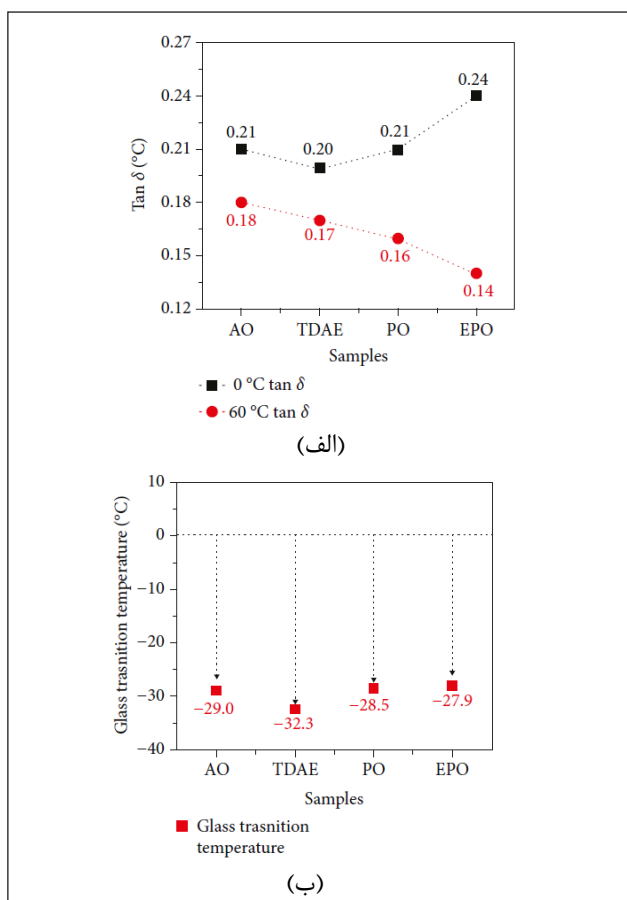 0.27
0.24
0.21
0.18
0.15
0.12
Tan δ (°C)
0.21
0.20
0.21
0.24
0.18
0.17
0.16
0.14
AO TDAE PO EPO
Samples
0 °C tan δ
60 °C tan δ
(الف)
10
0
−10
−20
−30
−40
Glass trasnition temperature (°C)
−29.0
−32.3
−28.5
−27.9
AO TDAE PO EPO
Samples
Glass trasnition
temperature
(ب)